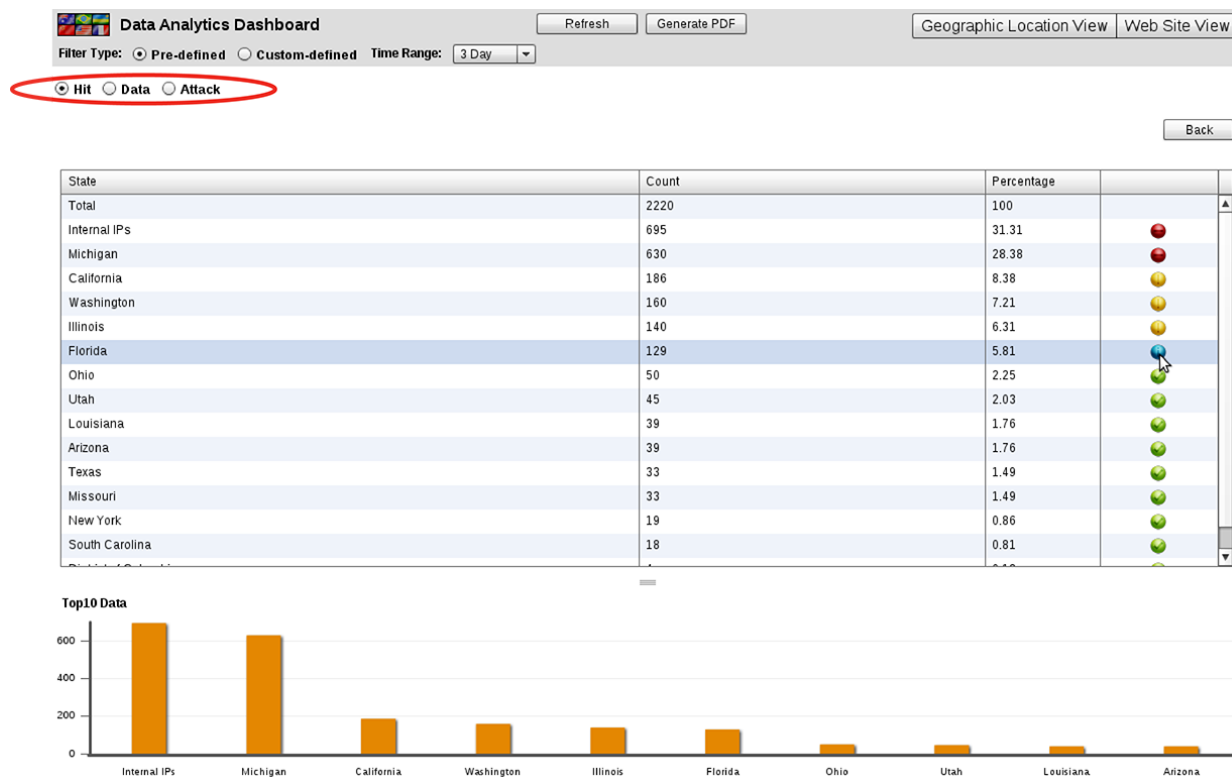 Data Analytics Dashboard Refresh Generate PDF Geographic Location View Web Site View
Filter Type: Pre-defined Custom-defined Time Range: 3 Day
Hit Data Attack
Back
State Count Percentage
Total 2220 100
Internal IPs 695 31.31
Michigan 630 28.38
California 186 8.38
Washington 160 7.21
Illinois 140 6.31
Florida 129 5.81
Ohio 50 2.25
Utah 45 2.03
Louisiana 39 1.76
Arizona 39 1.76
Texas 33 1.49
Missouri 33 1.49
New York 19 0.86
South Carolina 18 0.81
Top10 Data
600
400
200
0
Internal IPs Michigan California Washington Illinois Florida Ohio Utah Louisiana Arizona